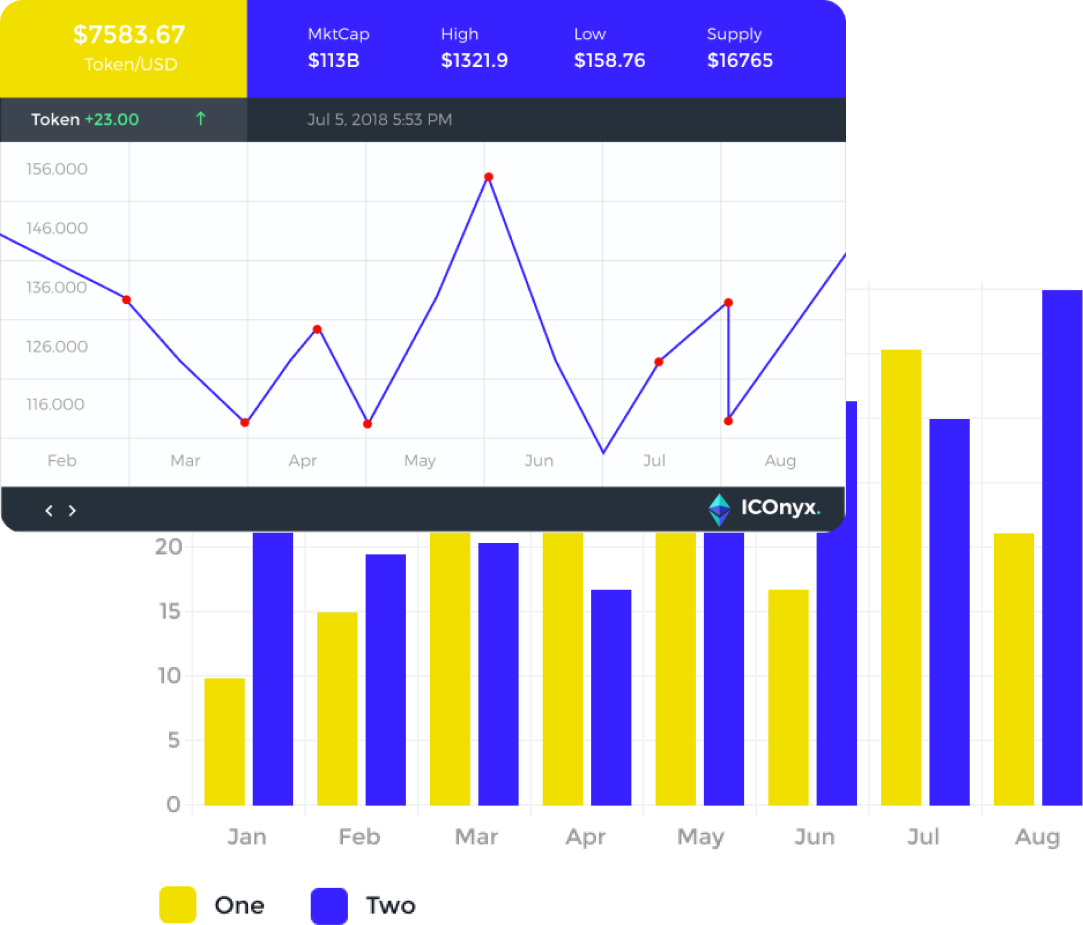 $7583.67
Token/USD
MktCap High Low Supply
$113B $1321.9 $158.76 $16765
Token +23.00 ↑
Jul 5, 2018 5:53 PM
156.000
146.000
136.000
126.000
116.000
Feb Mar Apr May Jun Jul Aug
< >
ICOnyx.
20
15
10
5
0
Jan Feb Mar Apr May Jun Jul Aug
One Two